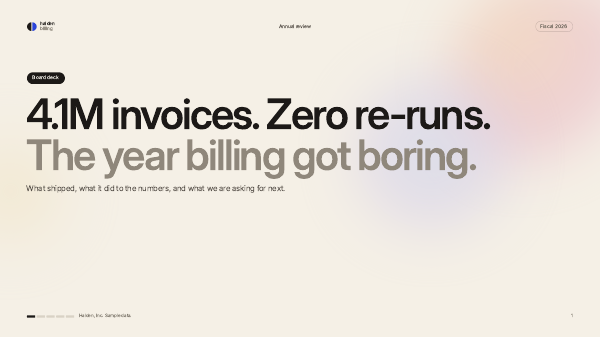 Halden
billing
Annual review
Fiscal 2026
Board deck
4.1M invoices. Zero re-runs.
The year billing got boring.
What shipped, what it did to the numbers, and what we are asking for next.
Halden, Inc. Sample data.
1